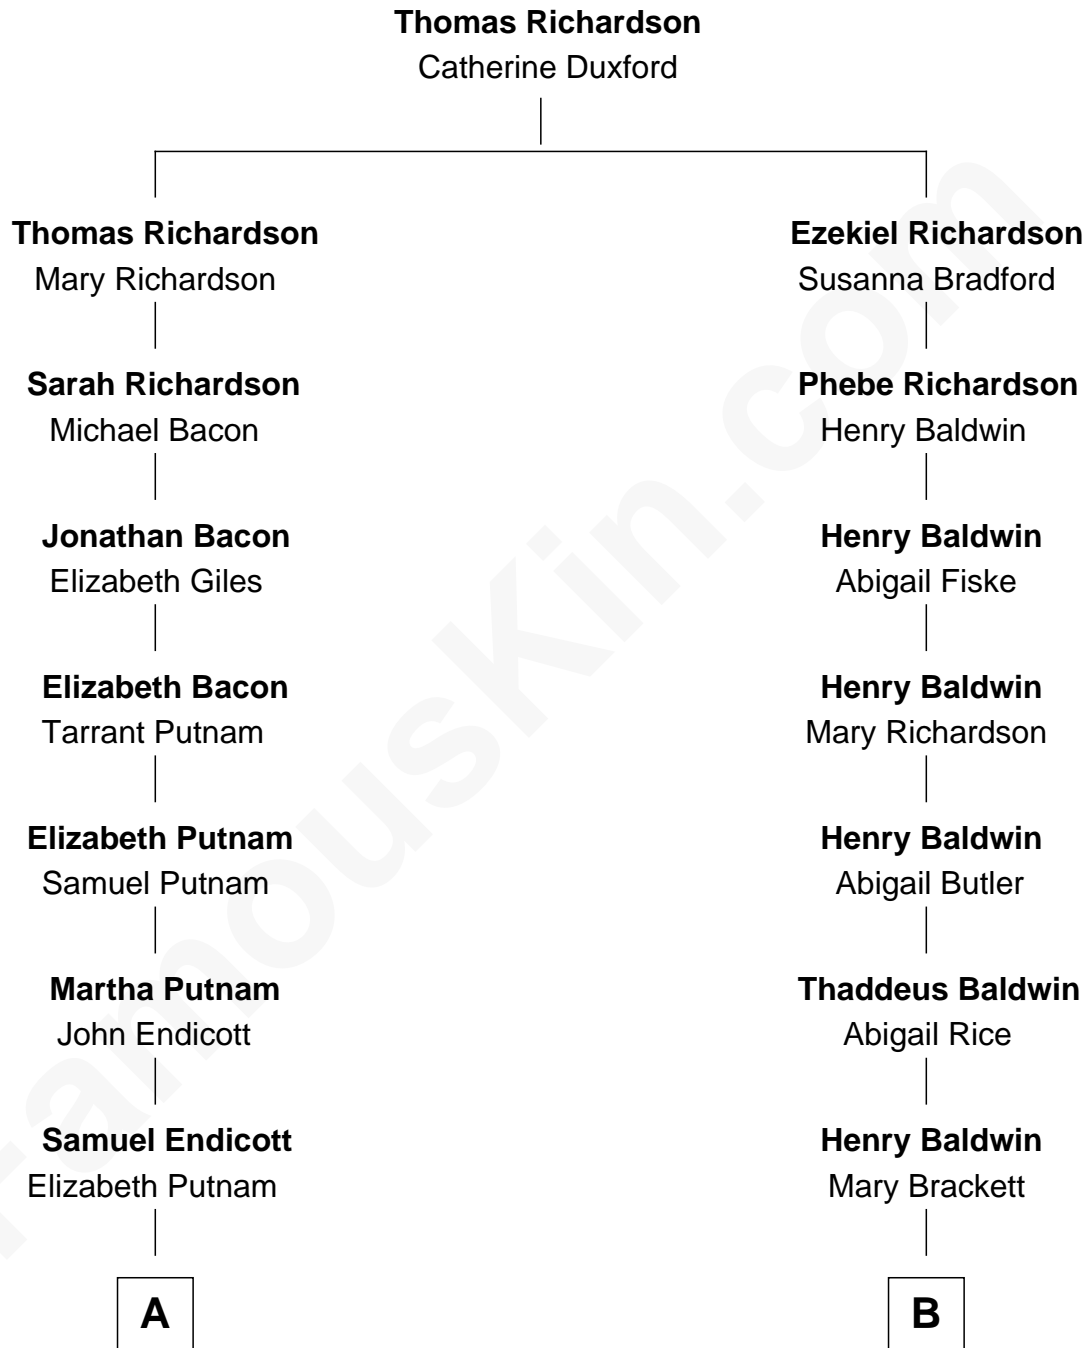 Thomas Richardson
Catherine Duxford
Thomas Richardson
Mary Richardson
Ezekiel Richardson
Susanna Bradford
Sarah Richardson
Michael Bacon
Phebe Richardson
Henry Baldwin
Jonathan Bacon
Elizabeth Giles
Henry Baldwin
Abigail Fiske
Elizabeth Bacon
Tarrant Putnam
Henry Baldwin
Mary Richardson
Elizabeth Putnam
Samuel Putnam
Henry Baldwin
Abigail Butler
Martha Putnam
John Endicott
Thaddeus Baldwin
Abigail Rice
Samuel Endicott
Elizabeth Putnam
Henry Baldwin
Mary Brackett
A
B
FamousKin.com